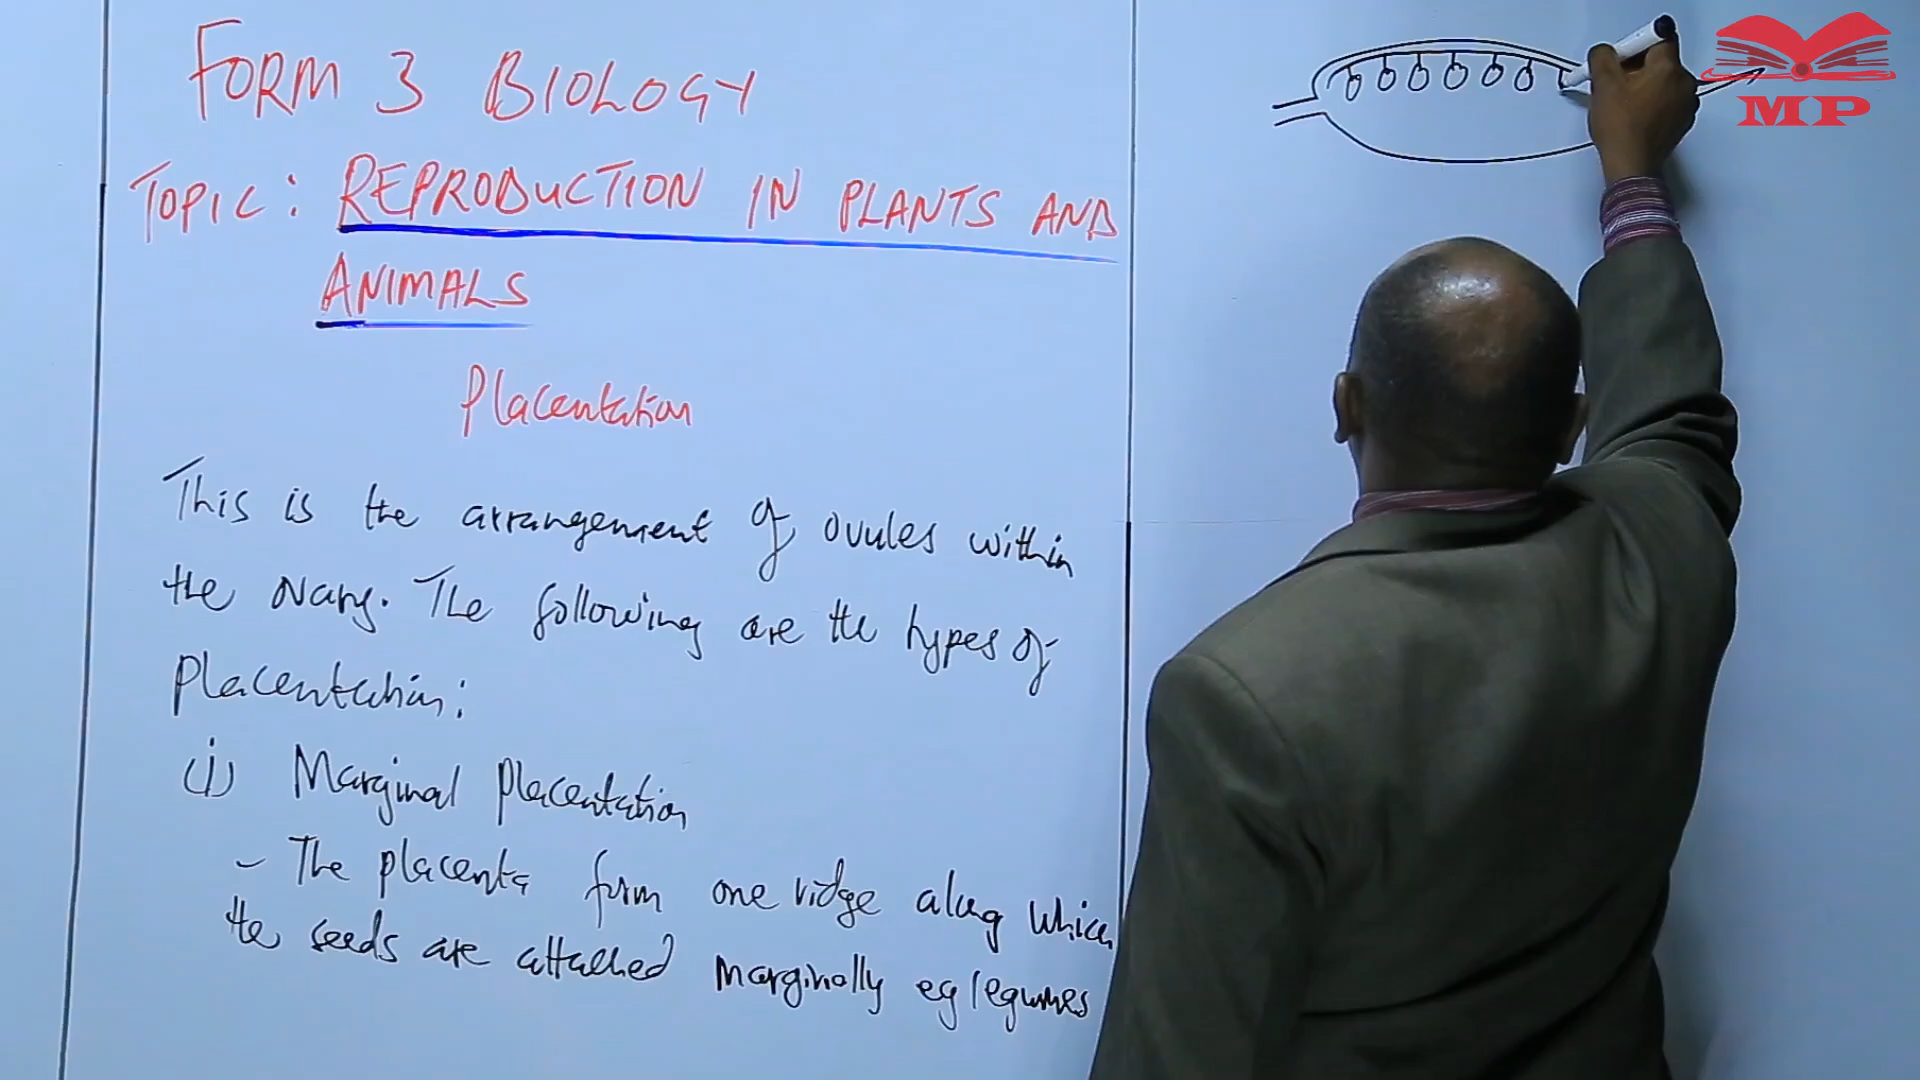 FORM 3 BIOLOGY
TOPIC: REPRODUCTION IN PLANTS AND
ANIMALS
Placentation
This is the arrangement of ovules within
the ovary. The following are the types of
Placentation:
(i) Marginal Placentation
- The placenta form one ridge along which
the seeds are attached marginally eg legumes
MP